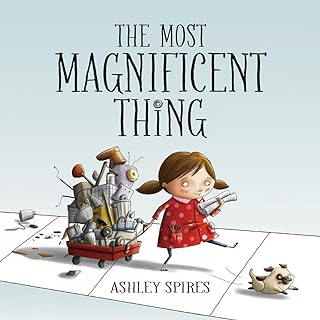 THE MOST
MAGNIFICENT
THiNG
ASHLEY SPIRES